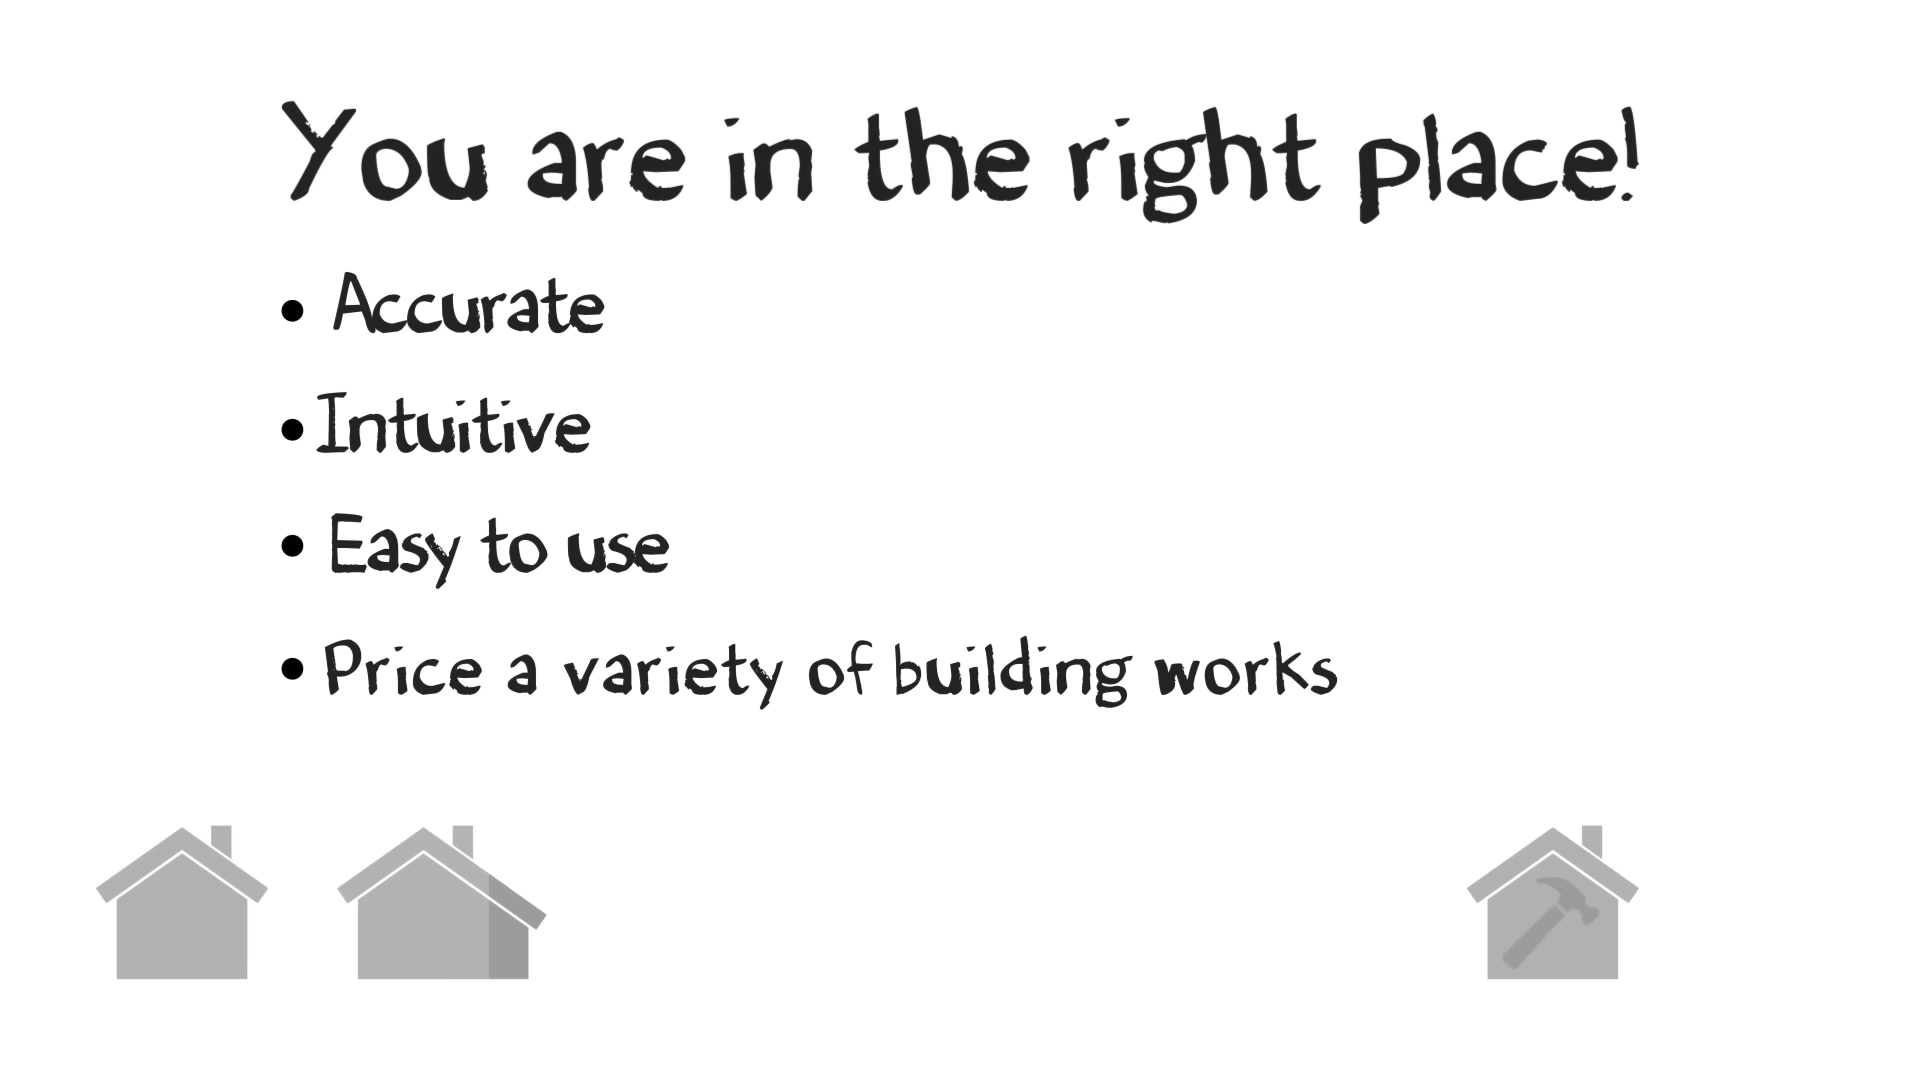 You are in the right place!
• Accurate
• Intuitive
• Easy to use
• Price a variety of building works